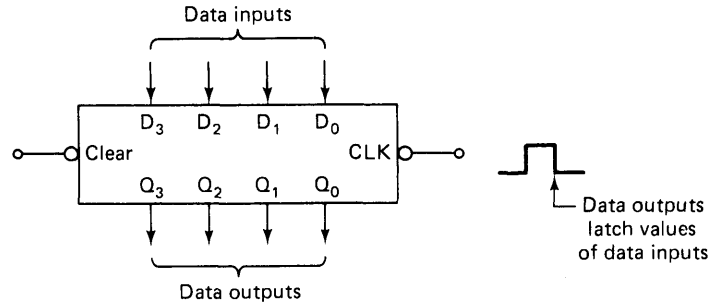 Data inputs
D3 D2 D1 D0
Clear CLK
Q3 Q2 Q1 Q0
Data outputs
Data outputs
latch values
of data inputs